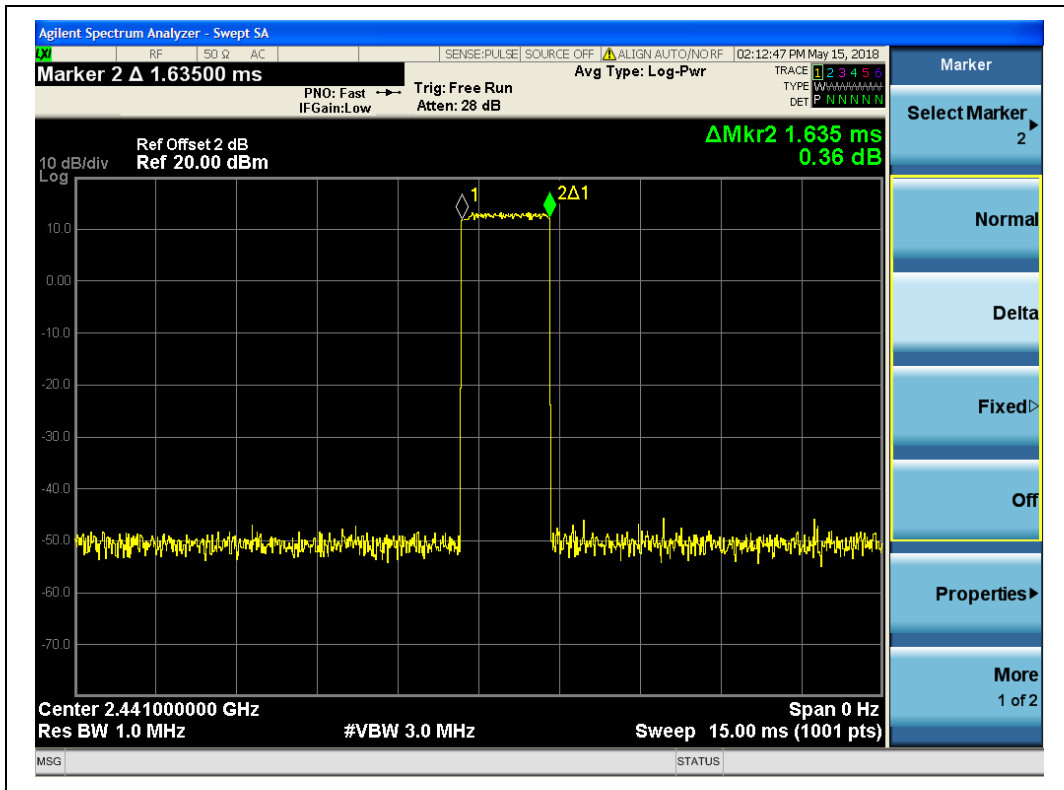 Agilent Spectrum Analyzer - Swept SA
LXI RF 50 Ω AC SENSE:PULSE SOURCE OFF ALIGN AUTO/NO RF 02:12:47 PM May 15, 2018
Marker 2 Δ 1.63500 ms
PNO: Fast
IFGain:Low
Trig: Free Run
Atten: 28 dB
Avg Type: Log-Pwr
TRACE 1 2 3 4 5 6
TYPE
DET P N N N N N
ΔMkr2 1.635 ms
0.36 dB
Ref Offset 2 dB
10 dB/div Ref 20.00 dBm
Log
1
2Δ1
10.0
0.00
-10.0
-20.0
-30.0
-40.0
-50.0
-60.0
-70.0
Center 2.441000000 GHz Span 0 Hz
Res BW 1.0 MHz #VBW 3.0 MHz Sweep 15.00 ms (1001 pts)
MSG STATUS
Marker
Select Marker
2
Normal
Delta
Fixed
Off
Properties
More
1 of 2